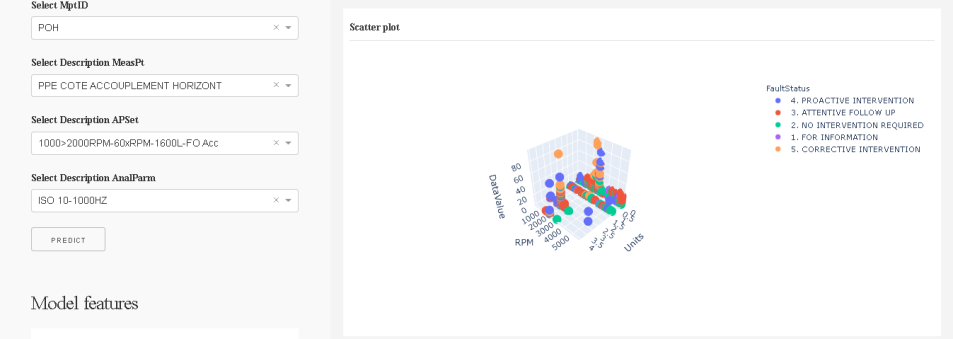 Select MptID
POH
Select Description MeasPt
PPE COTE ACCOUPLEMENT HORIZONT
Select Description APSet
1000>2000RPM-60xRPM-1600L-FO Acc
Select Description AnalParm
ISO 10-1000HZ
PREDICT
Model features
Scatter plot
FaultStatus
4. PROACTIVE INTERVENTION
3. ATTENTIVE FOLLOW UP
2. NO INTERVENTION REQUIRED
1. FOR INFORMATION
5. CORRECTIVE INTERVENTION
80
60
40
20
0
DataValue
1000
2000
3000
4000
5000
RPM
Units